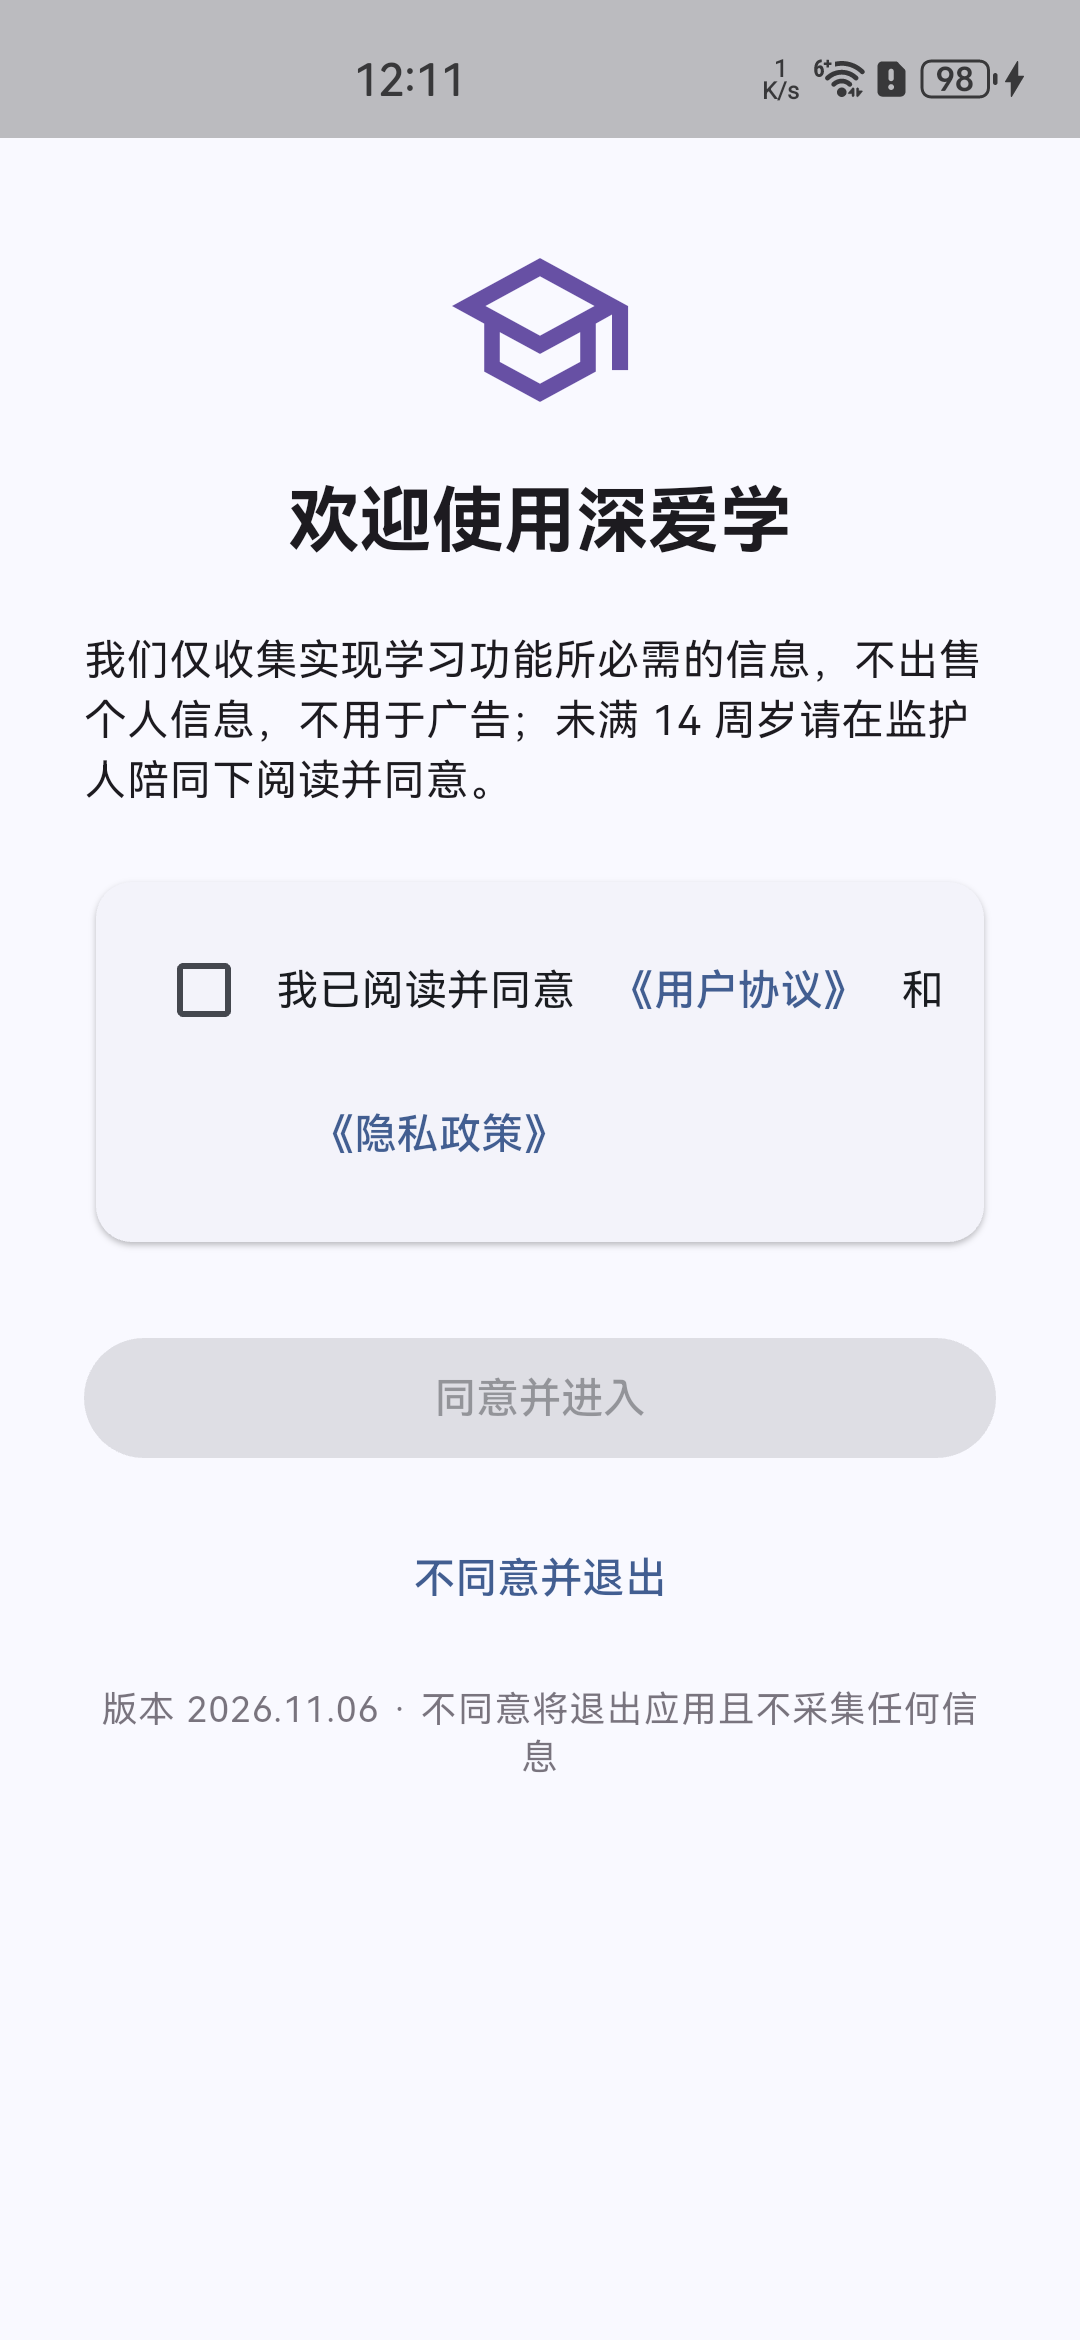 12:11
1
K/s
6+
98
欢迎使用深爱学
我们仅收集实现学习功能所必需的信息，不出售
个人信息，不用于广告；未满 14 周岁请在监护
人陪同下阅读并同意。
我已阅读并同意 《用户协议》 和
《隐私政策》
同意并进入
不同意并退出
版本 2026.11.06 · 不同意将退出应用且不采集任何信
息